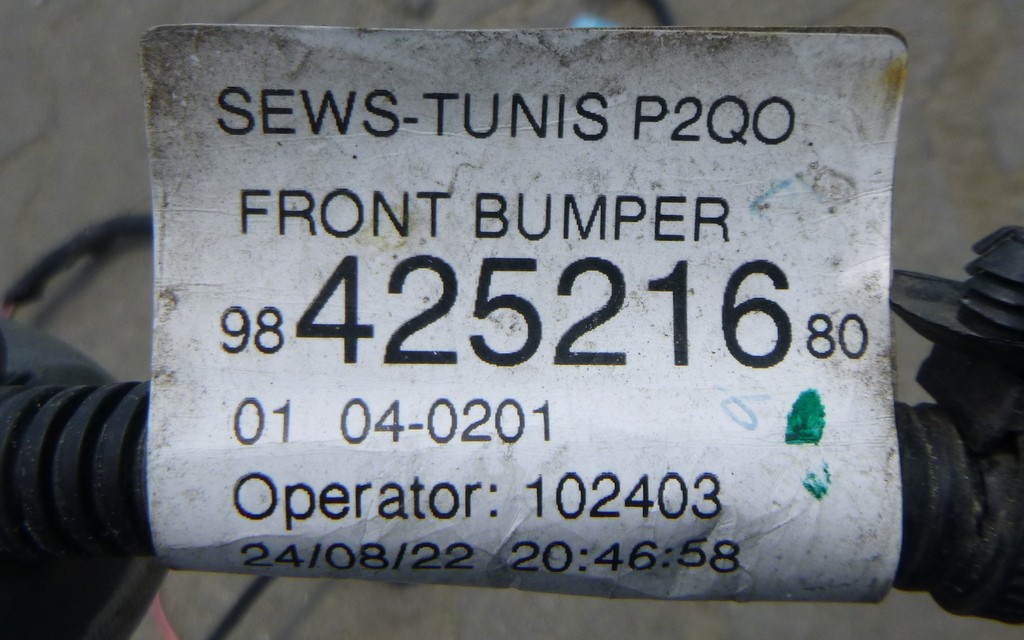 SEWS-TUNIS P2QO
FRONT BUMPER
98 425216 80
01 04-0201
Operator: 102403
24/08/22 20:46:58